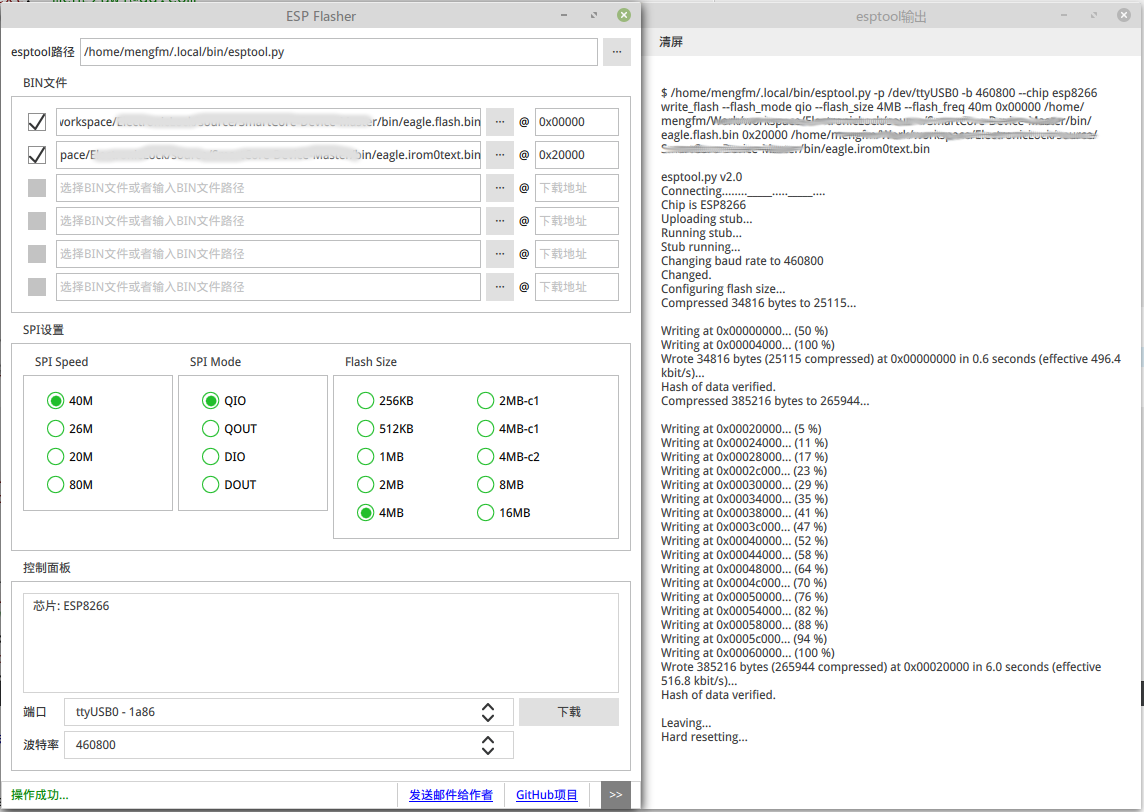 ESP Flasher
esptool路径 /home/mengfm/.local/bin/esptool.py ...
BIN文件
/bin/eagle.flash.bin ... @ 0x00000
bin/eagle.irom0text.bin ... @ 0x20000
选择BIN文件或者输入BIN文件路径 ... @ 下载地址
选择BIN文件或者输入BIN文件路径 ... @ 下载地址
选择BIN文件或者输入BIN文件路径 ... @ 下载地址
选择BIN文件或者输入BIN文件路径 ... @ 下载地址
SPI设置
SPI Speed SPI Mode Flash Size
40M QIO 256KB 2MB-c1
26M QOUT 512KB 4MB-c1
20M DIO 1MB 4MB-c2
80M DOUT 2MB 8MB
4MB 16MB
控制面板
芯片: ESP8266
端口 ttyUSB0 - 1a86 下载
波特率 460800
操作成功... 发送邮件给作者 GitHub项目 >>
esptool输出
清屏
$ /home/mengfm/.local/bin/esptool.py -p /dev/ttyUSB0 -b 460800 --chip esp8266
write_flash --flash_mode qio --flash_size 4MB --flash_freq 40m 0x00000 /home/
mengfm/ /bin/
eagle.flash.bin 0x20000 /home/
/bin/eagle.irom0text.bin
esptool.py v2.0
Connecting........_____....._____....
Chip is ESP8266
Uploading stub...
Running stub...
Stub running...
Changing baud rate to 460800
Changed.
Configuring flash size...
Compressed 34816 bytes to 25115...
Writing at 0x00000000... (50 %)
Writing at 0x00004000... (100 %)
Wrote 34816 bytes (25115 compressed) at 0x00000000 in 0.6 seconds (effective 496.4
kbit/s)...
Hash of data verified.
Compressed 385216 bytes to 265944...
Writing at 0x00020000... (5 %)
Writing at 0x00024000... (11 %)
Writing at 0x00028000... (17 %)
Writing at 0x0002c000... (23 %)
Writing at 0x00030000... (29 %)
Writing at 0x00034000... (35 %)
Writing at 0x00038000... (41 %)
Writing at 0x0003c000... (47 %)
Writing at 0x00040000... (52 %)
Writing at 0x00044000... (58 %)
Writing at 0x00048000... (64 %)
Writing at 0x0004c000... (70 %)
Writing at 0x00050000... (76 %)
Writing at 0x00054000... (82 %)
Writing at 0x00058000... (88 %)
Writing at 0x0005c000... (94 %)
Writing at 0x00060000... (100 %)
Wrote 385216 bytes (265944 compressed) at 0x00020000 in 6.0 seconds (effective
516.8 kbit/s)...
Hash of data verified.
Leaving...
Hard resetting...